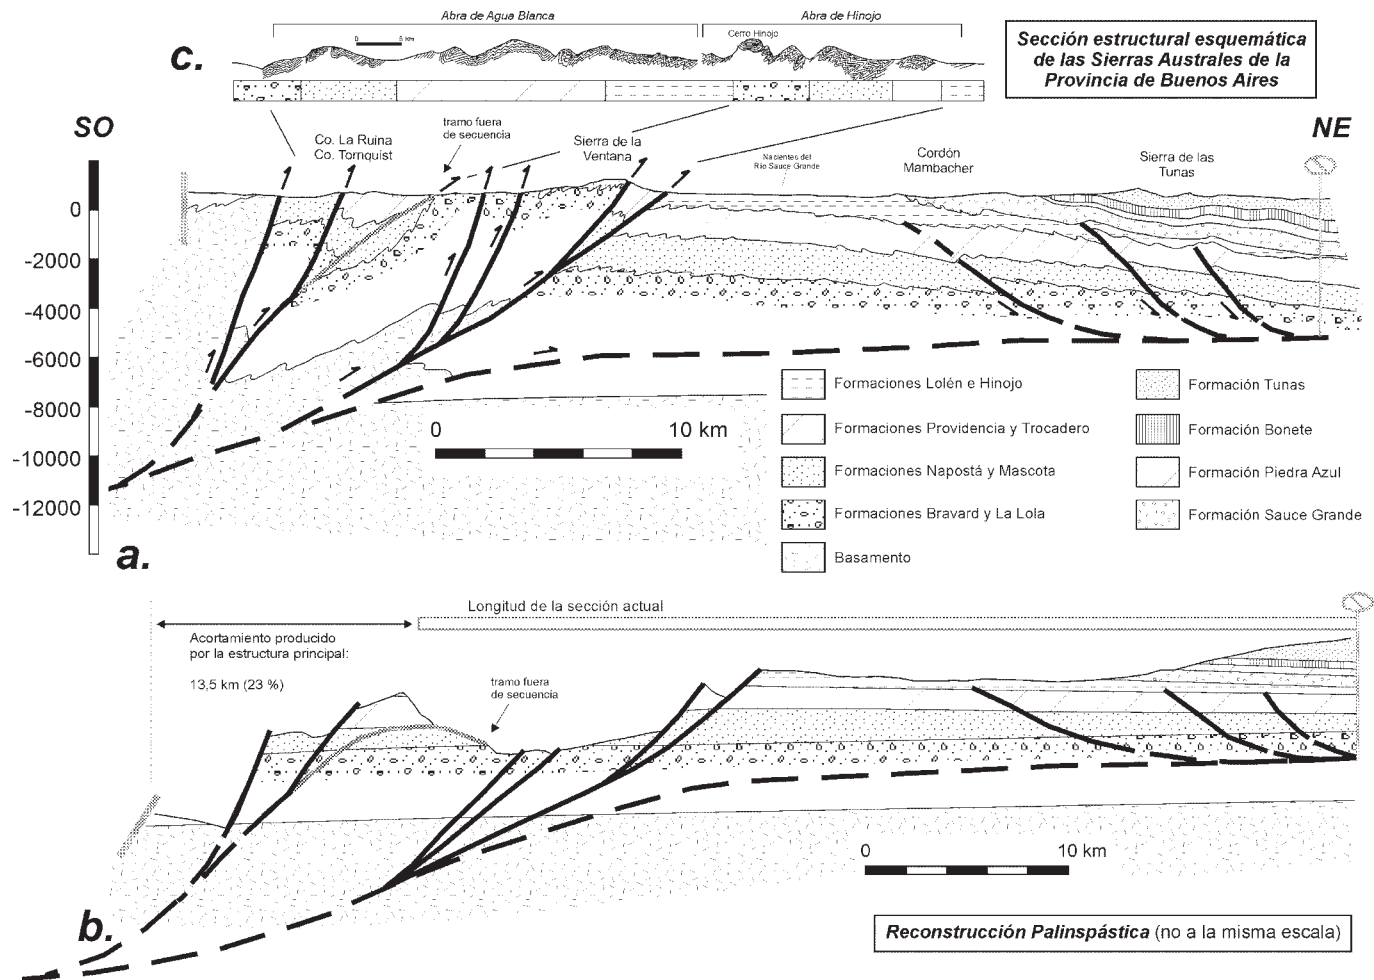 Abra de Agua Blanca
Abra de Hinojo
0 5 km
Cerro Hinojo
c.
Sección estructural esquemática
de las Sierras Australes de la
Provincia de Buenos Aires
SO
NE
Co. La Ruina
Co. Tornquist
tramo fuera
de secuencia
Sierra de la
Ventana
Nacientes del
Río Sauce Grande
Cordón
Mambacher
Sierra de las
Tunas
0
-2000
-4000
-6000
-8000
-10000
-12000
0 10 km
Formaciones Lolén e Hinojo
Formaciones Providencia y Trocadero
Formaciones Napostá y Mascota
Formaciones Bravard y La Lola
Basamento
Formación Tunas
Formación Bonete
Formación Piedra Azul
Formación Sauce Grande
a.
Longitud de la sección actual
Acortamiento producido
por la estructura principal:
13,5 km (23 %)
tramo fuera
de secuencia
0 10 km
b.
Reconstrucción Palinspástica (no a la misma escala)